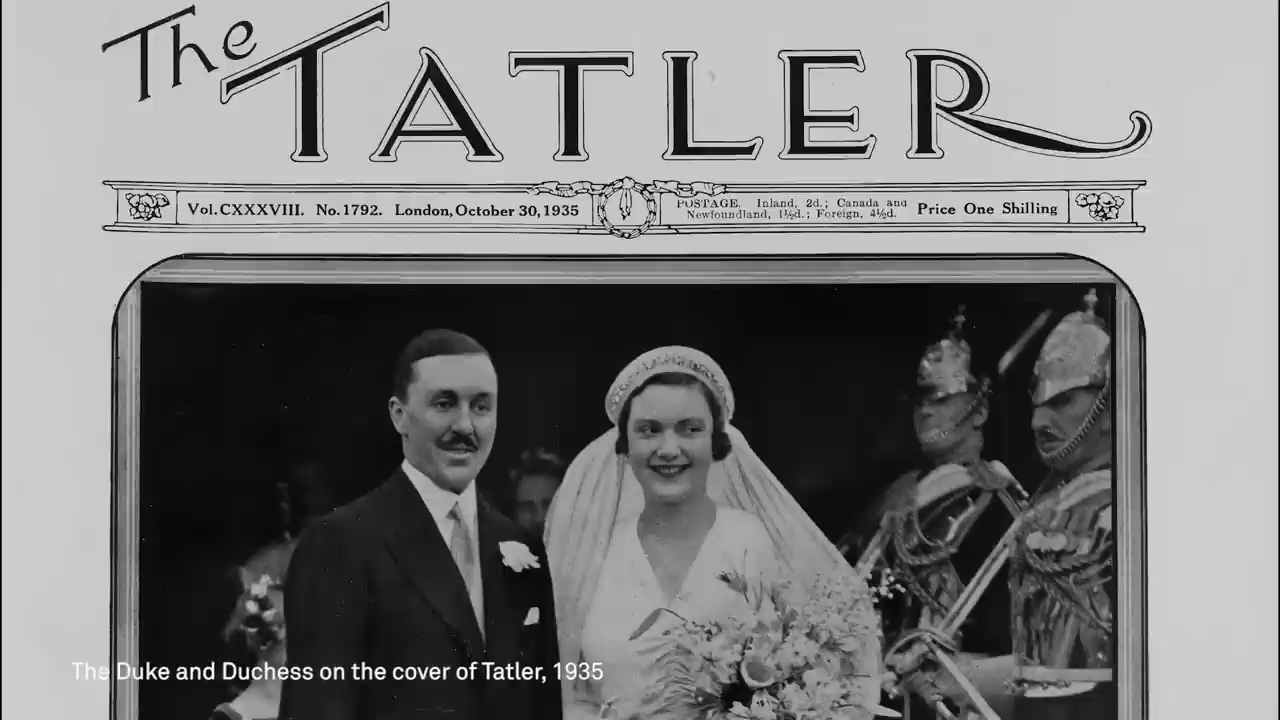 The TATLER
Vol. CXXXVIII. No. 1792. London, October 30, 1935
POSTAGE. Inland, 2d.; Canada and
Newfoundland, 1½d.; Foreign, 4½d.
Price One Shilling
The Duke and Duchess on the cover of Tatler, 1935